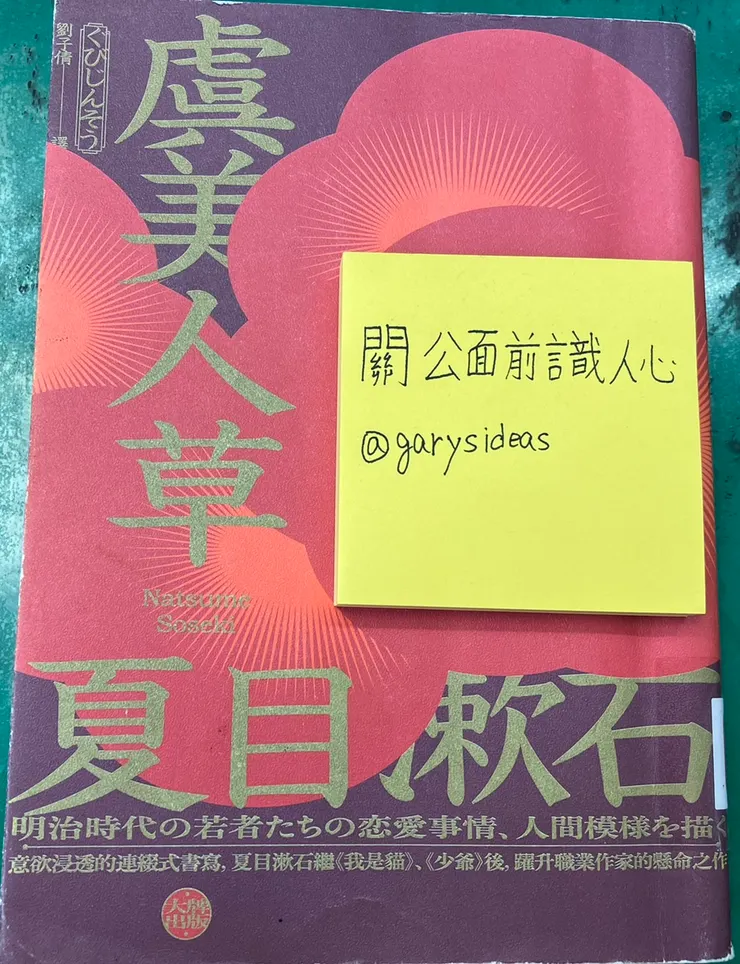 劉子倩
譯
ぐびじんそう
虞美人草
關公面前識人心
@garysideas
Natsume
Soseki
夏目漱石
明治時代の若者たちの恋愛事情、人間模様を描く
意欲浸透的連綴式書寫，夏目漱石繼《我是貓》、《少爺》後，躍升職業作家的懸命之作
大牌
出版